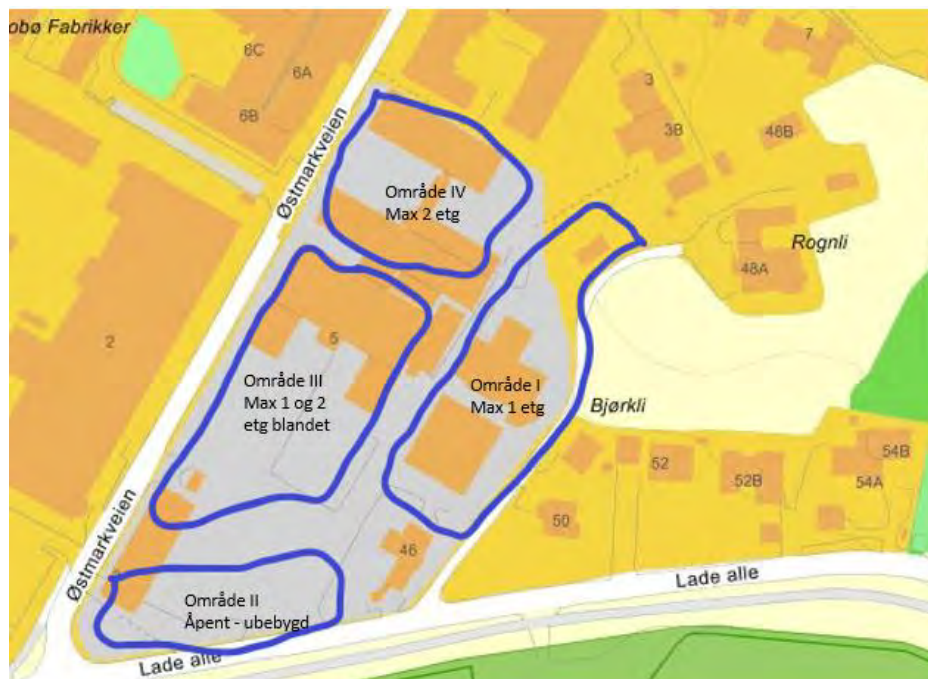 obø Fabrikker
6C
6A
6B
Østmarkveien
7
3
3B
48B
Område IV
Max 2 etg
Rognli
48A
2
5
Område III
Max 1 og 2
etg blandet
Område I
Max 1 etg
Bjørkli
52
52B
54B
54A
50
46
Østmarkveien
Område II
Åpent - ubebygd
Lade alle
Lade alle